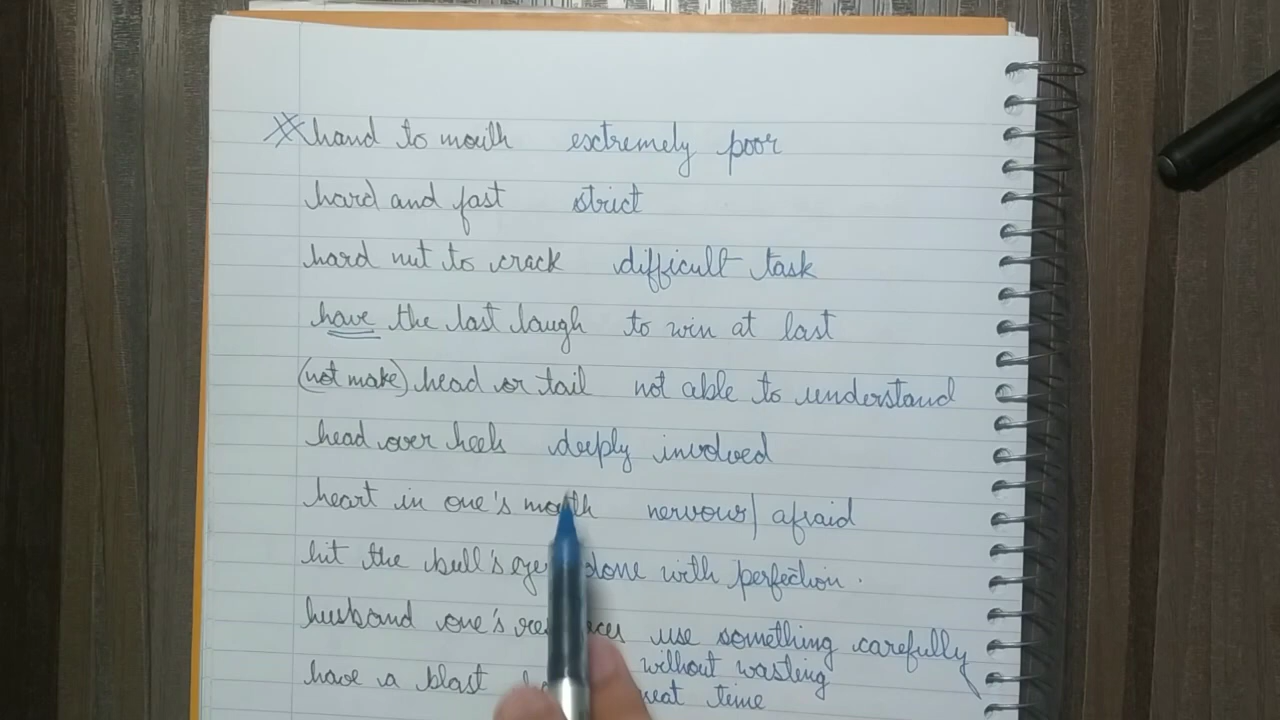 hand to mouth extremely poor
hard and fast strict
hard nut to crack difficult task
have the last laugh to win at last
(not make) head or tail not able to understand
head over heels deeply involved
heart in one's mouth nervous/afraid
hit the bull's eye done with perfection.
husband one's use something carefully
without wasting
have a blast time